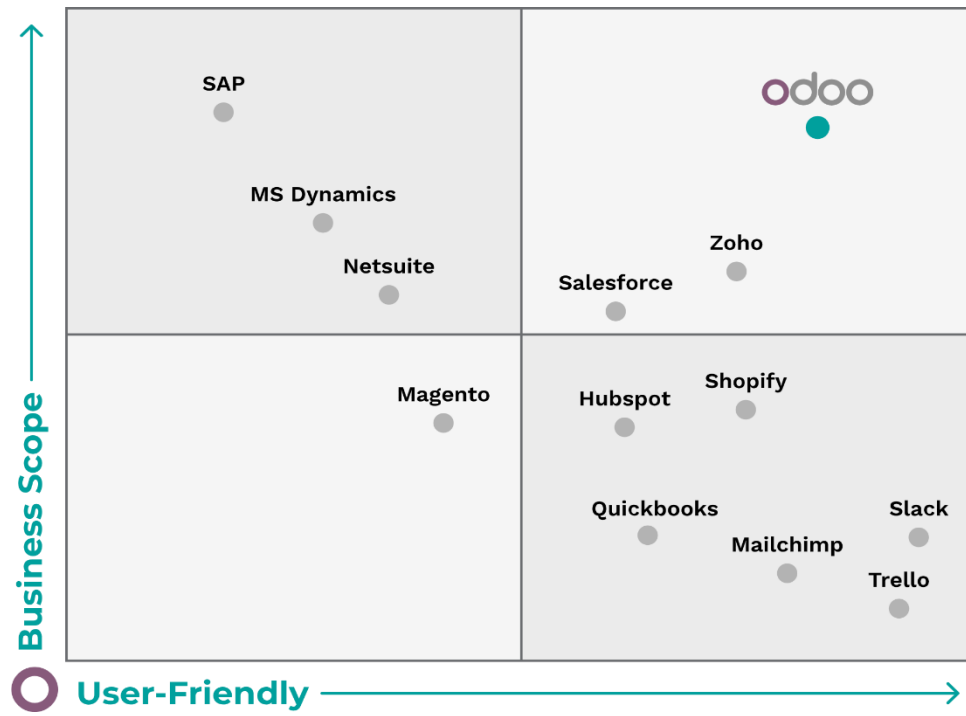 SAP
odoo
MS Dynamics
Zoho
Netsuite
Salesforce
Shopify
Magento
Hubspot
Quickbooks
Slack
Mailchimp
Trello
Business Scope
User-Friendly